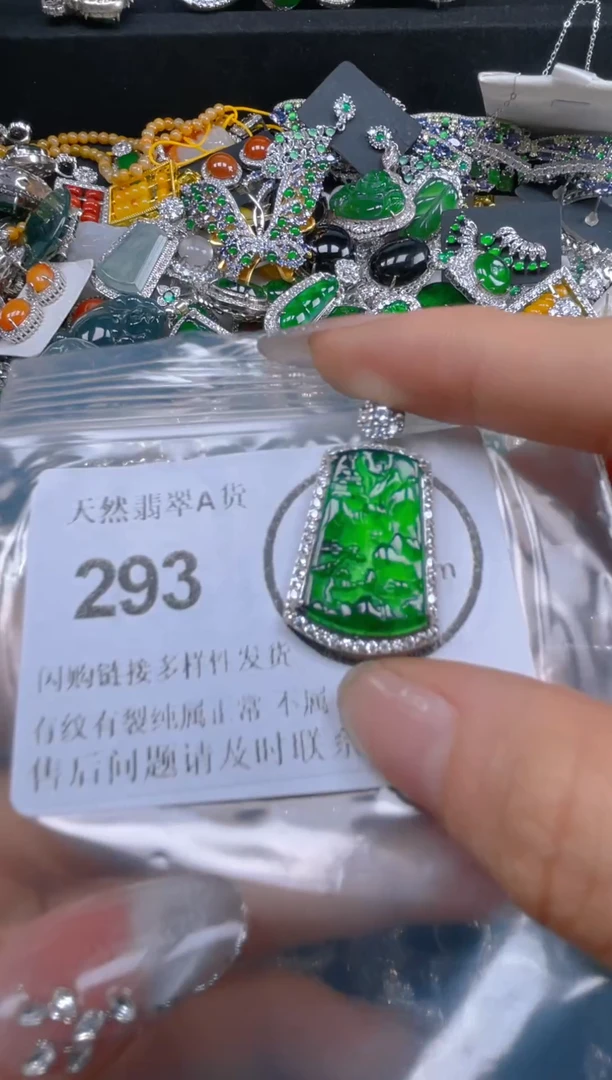 天然翡翠A货
293
闪购链接多样性发货
有纹有裂纯属正常 不属
售后问题请及时联系
m